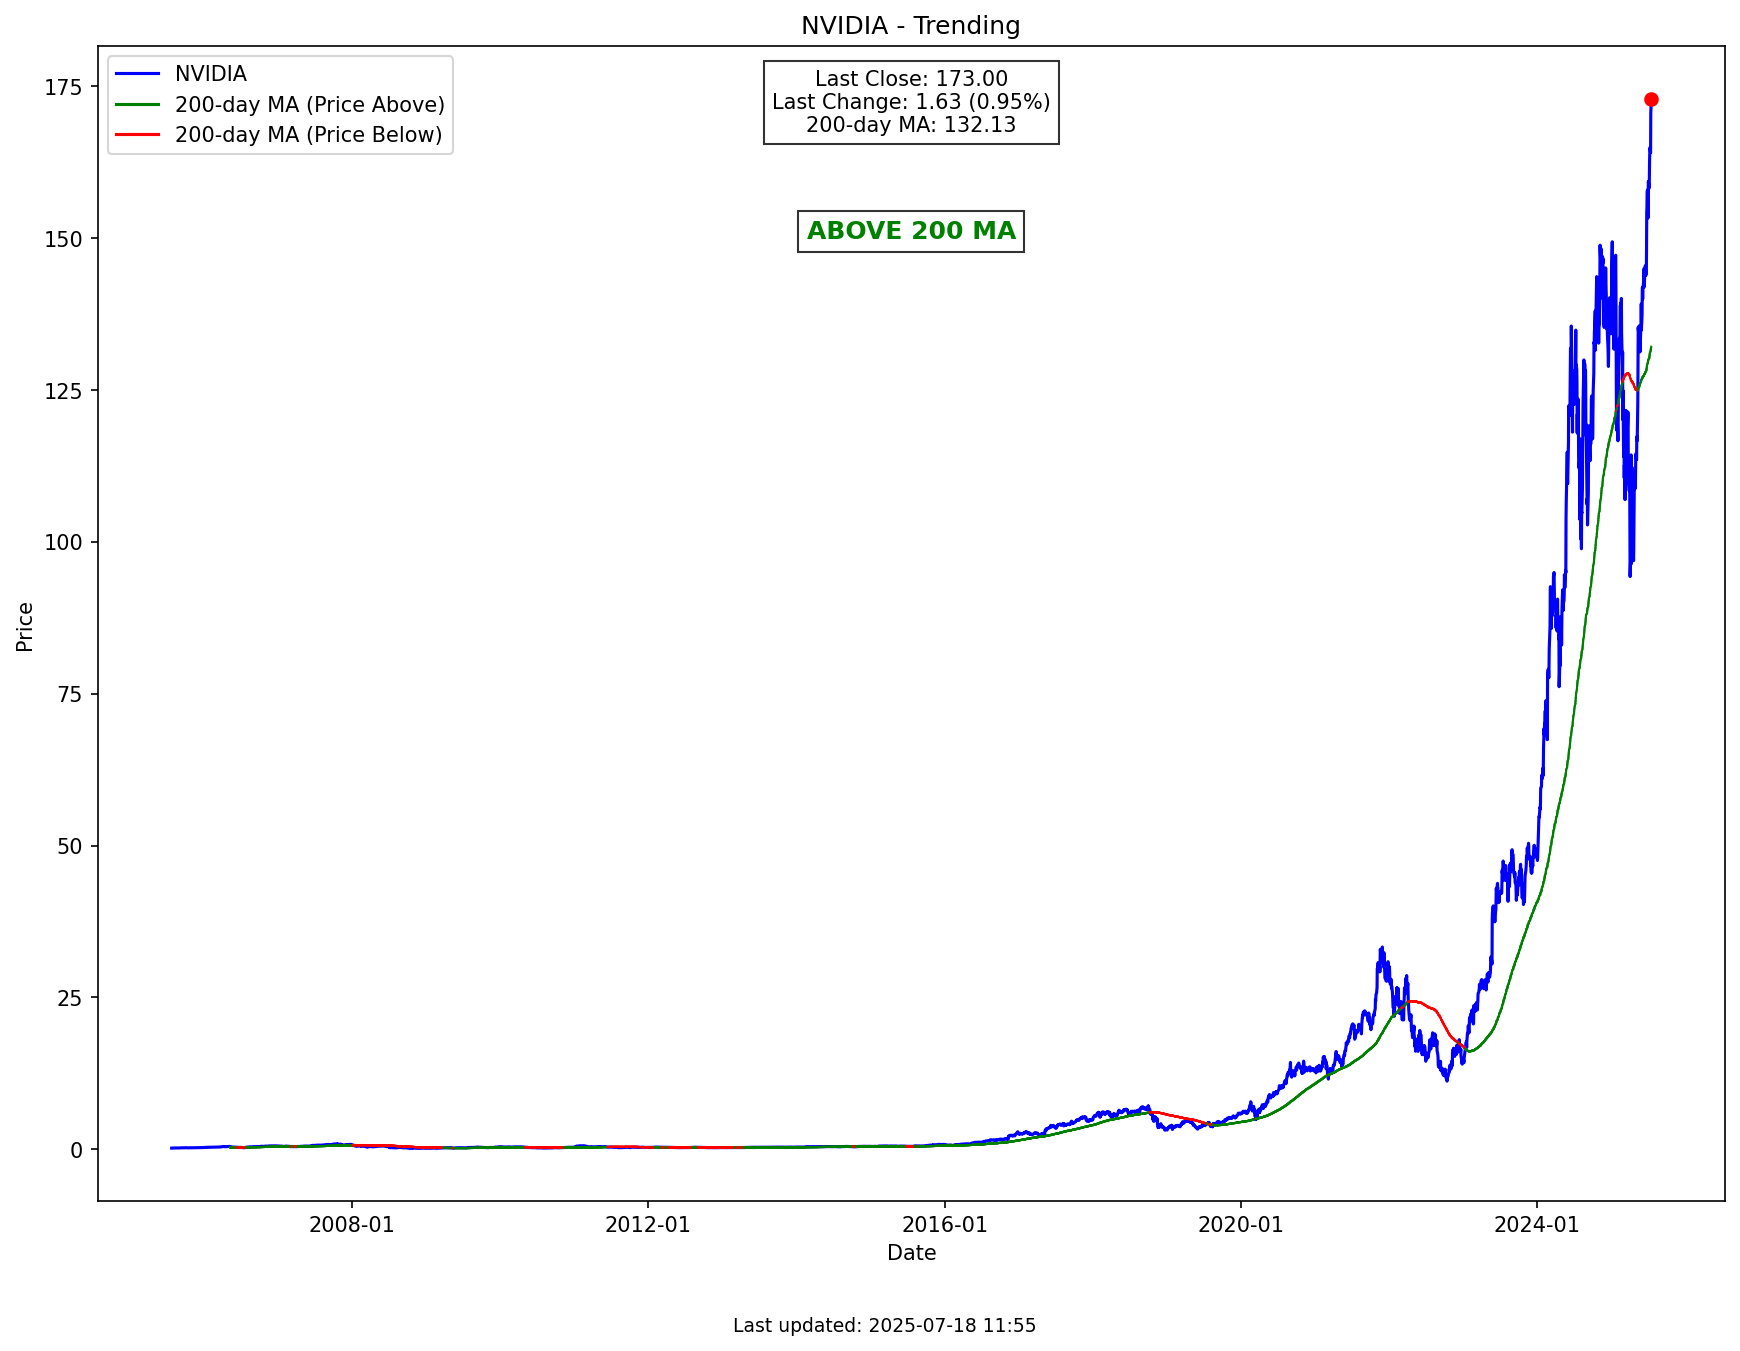 NVIDIA - Trending
NVIDIA
200-day MA (Price Above)
200-day MA (Price Below)
Last Close: 173.00
Last Change: 1.63 (0.95%)
200-day MA: 132.13
ABOVE 200 MA
Price
175
150
125
100
75
50
25
0
2008-01
2012-01
2016-01
2020-01
2024-01
Date
Last updated: 2025-07-18 11:55